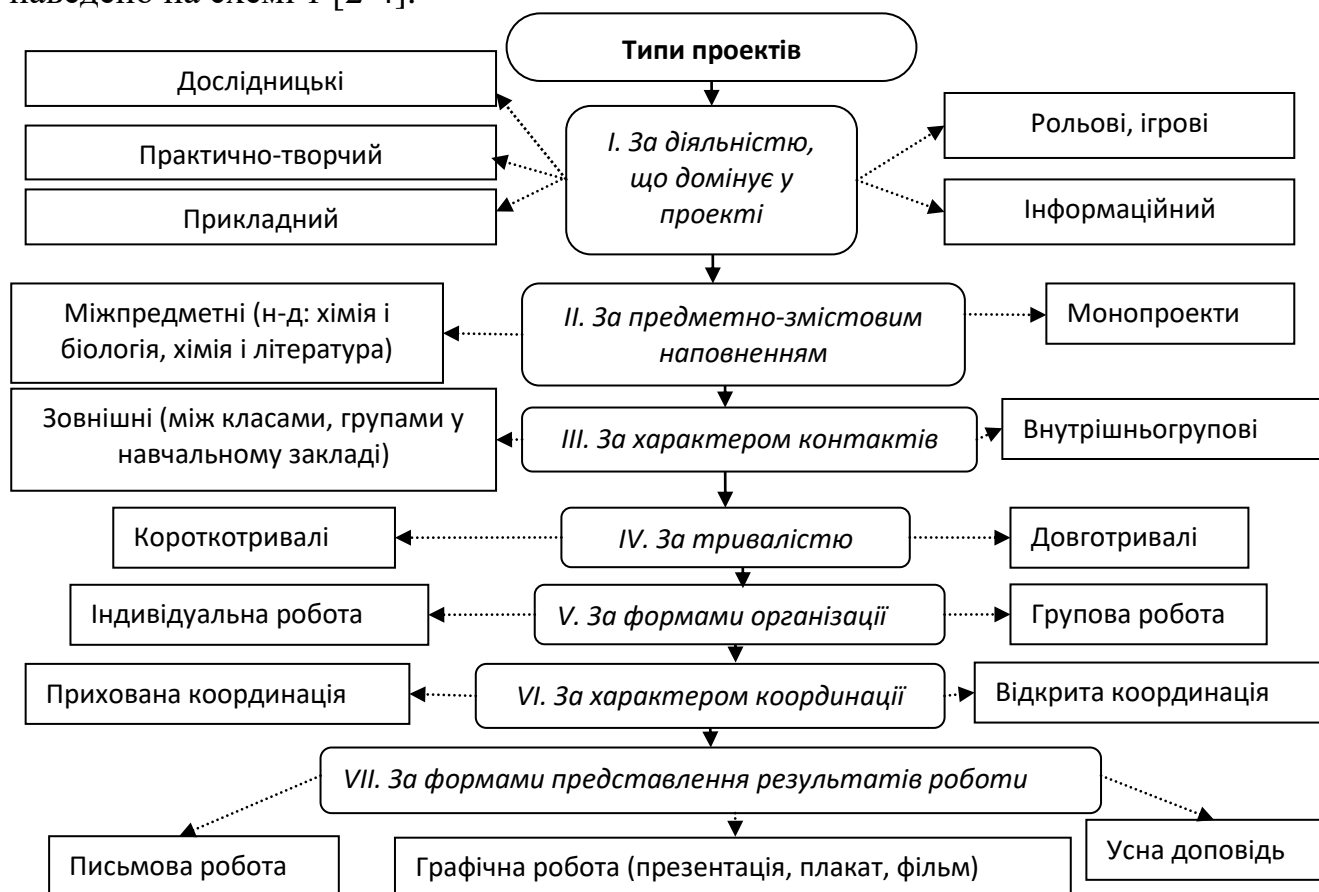 наведено на схемі 1 [2-4].
Типи проектів
Дослідницькі
Практично-творчий
Прикладний
І. За діяльністю,
що домінує у
проекті
Рольові, ігрові
Інформаційний
Міжпредметні (н-д: хімія і
біологія, хімія і література)
ІІ. За предметно-змістовим
наповненням
Монопроекти
Зовнішні (між класами, групами у
навчальному закладі)
ІІІ. За характером контактів
Внутрішньогрупові
Короткотривалі
IV. За тривалістю
Довготривалі
Індивідуальна робота
V. За формами організації
Групова робота
Прихована координація
VI. За характером координації
Відкрита координація
VII. За формами представлення результатів роботи
Письмова робота
Графічна робота (презентація, плакат, фільм)
Усна доповідь